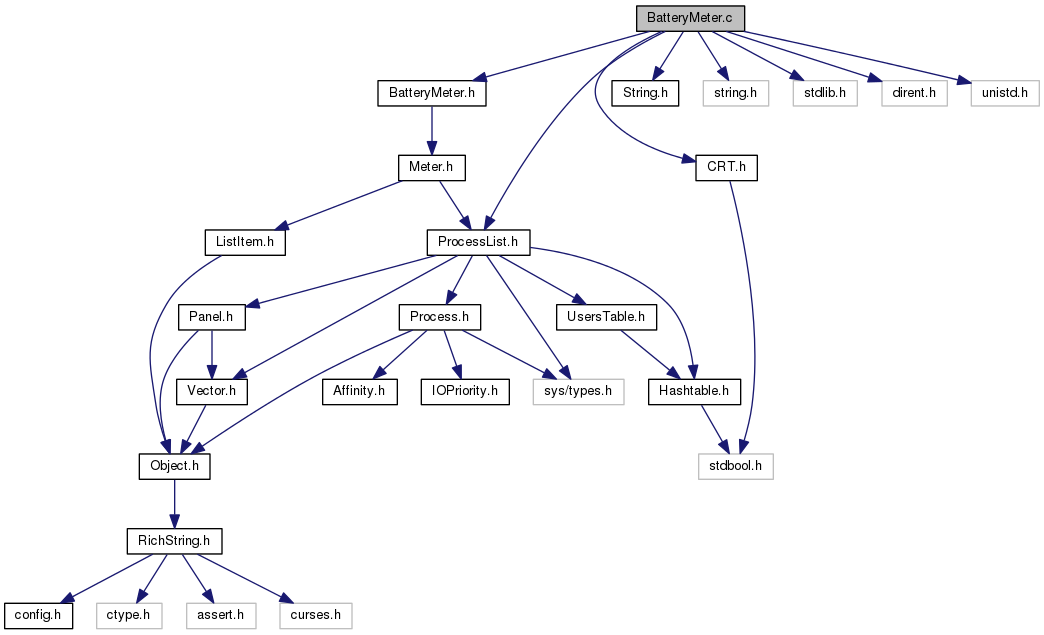 BatteryMeter.c
BatteryMeter.h
String.h
string.h
stdlib.h
dirent.h
unistd.h
Meter.h
CRT.h
ListItem.h
ProcessList.h
Panel.h
Process.h
UsersTable.h
Vector.h
Affinity.h
IOPriority.h
sys/types.h
Hashtable.h
Object.h
stdbool.h
RichString.h
config.h
ctype.h
assert.h
curses.h